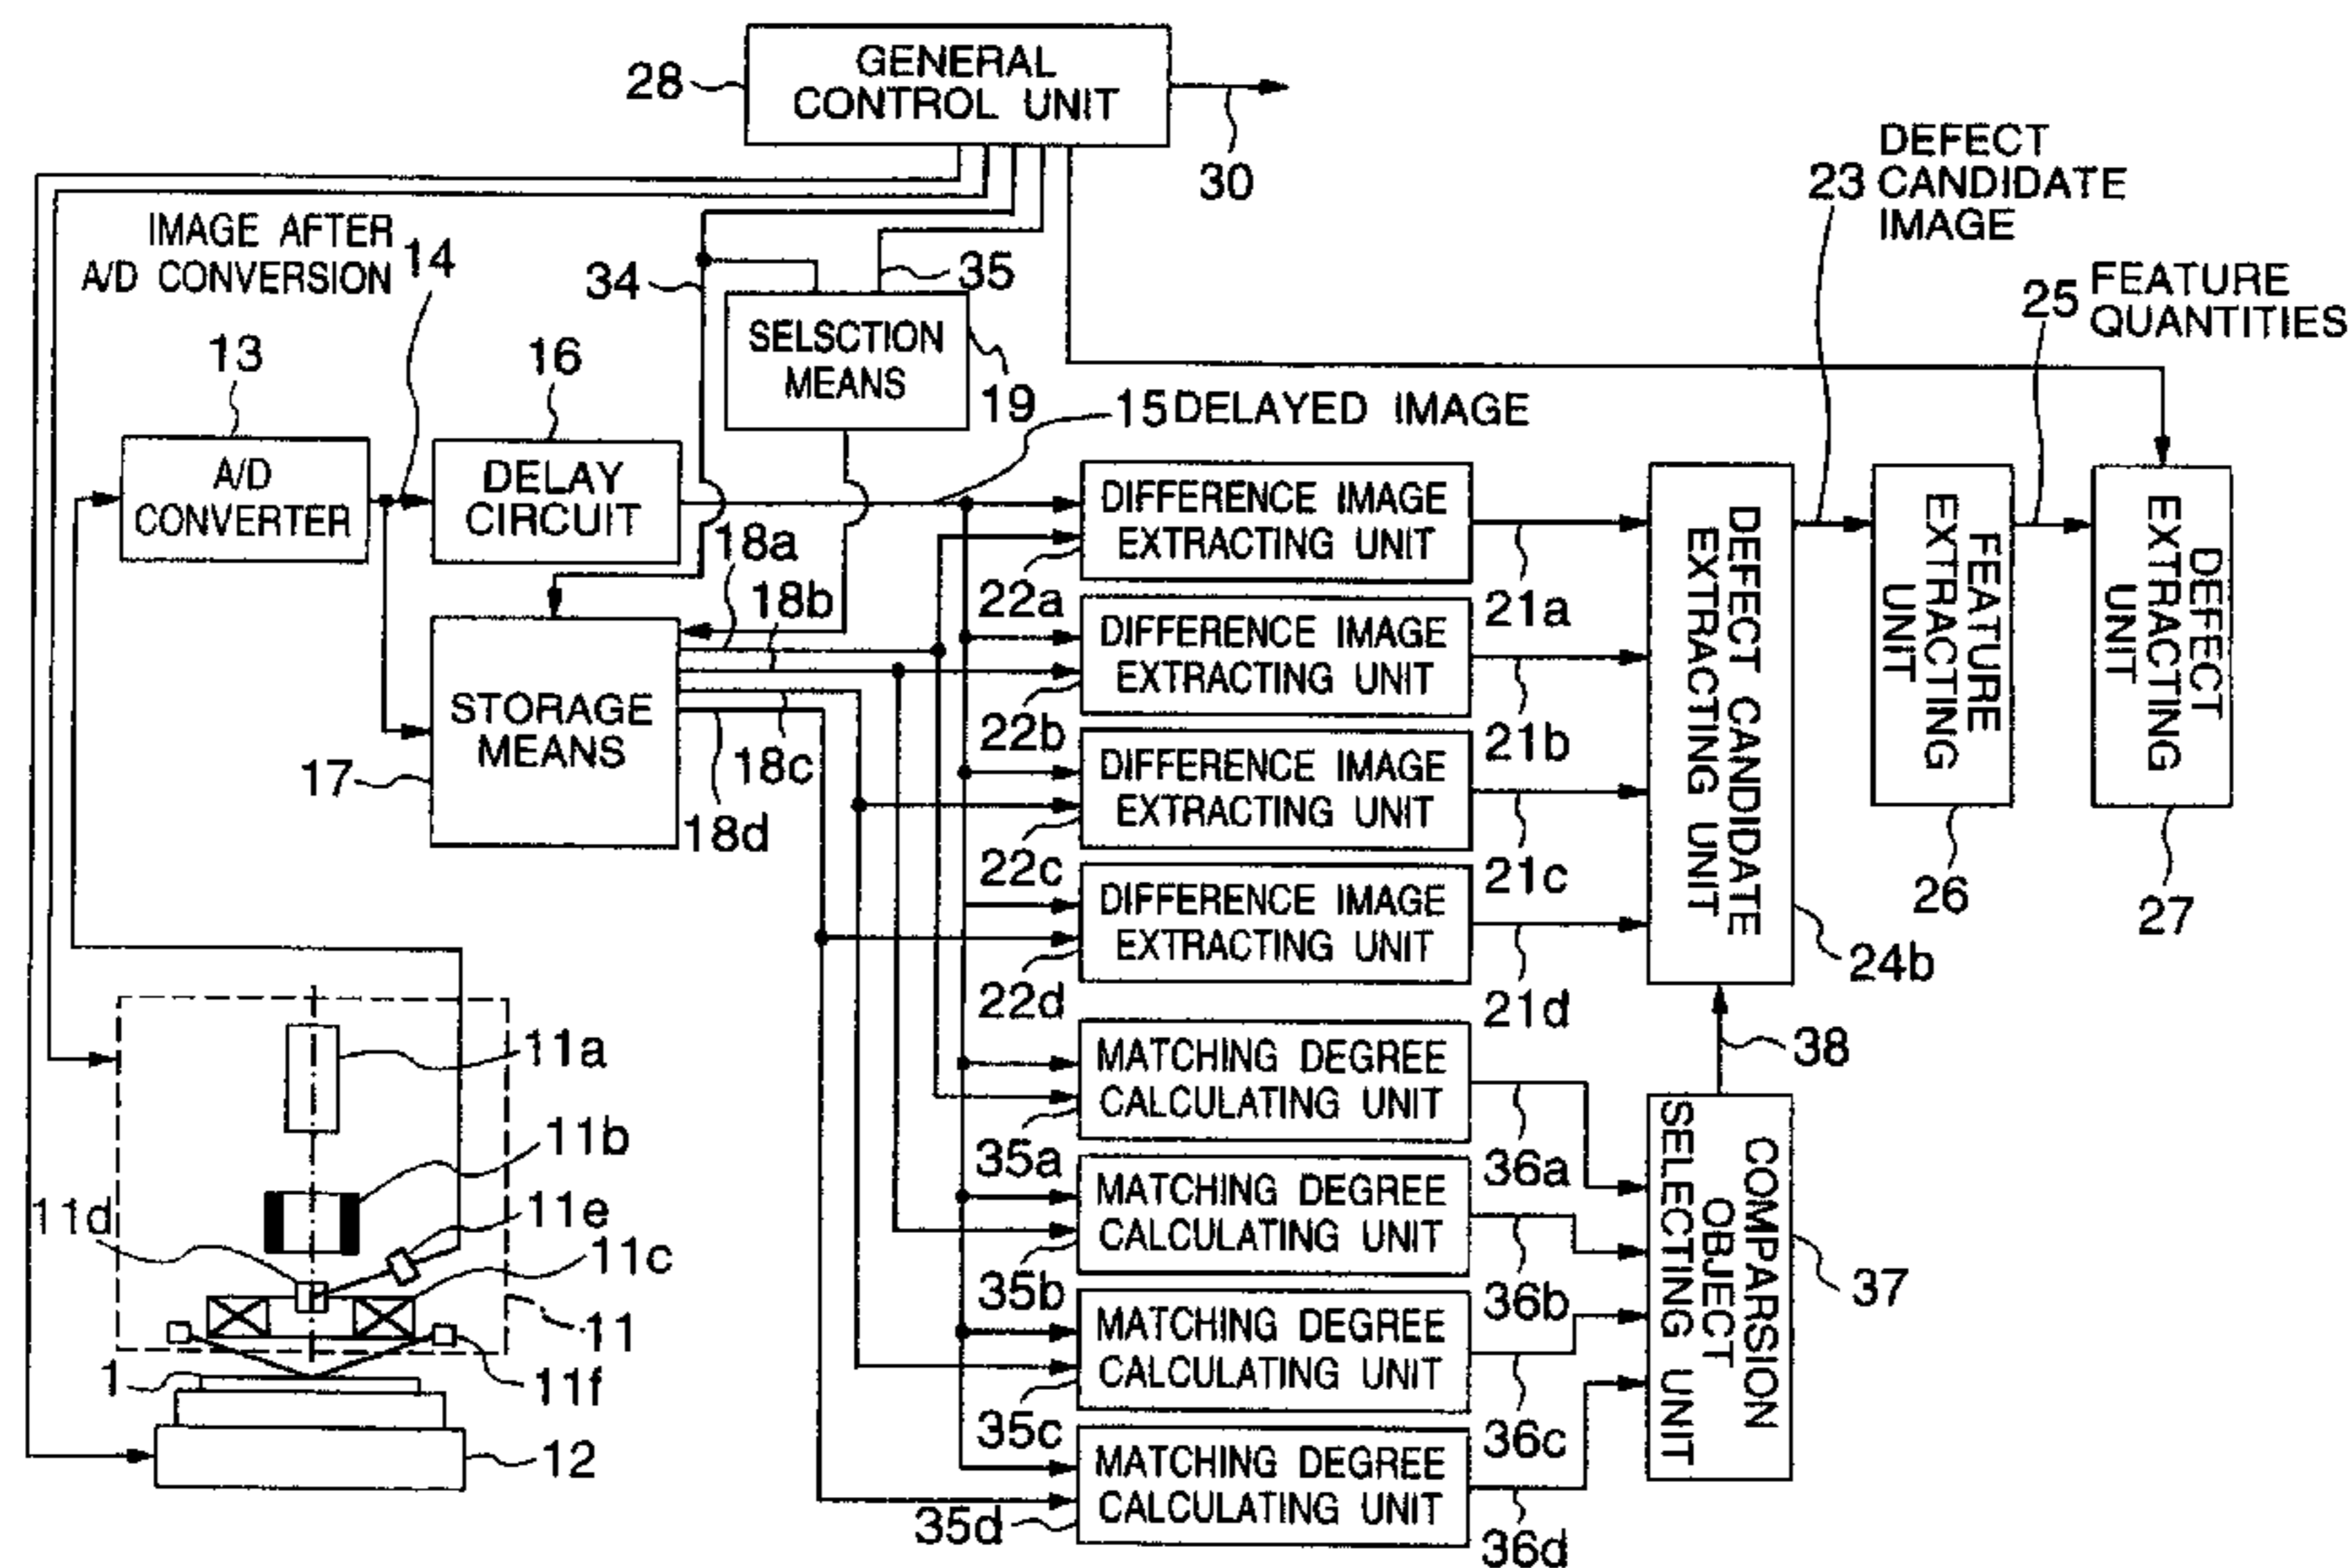 GENERAL
CONTROL UNIT
28
30
DEFECT
23 CANDIDATE
IMAGE
IMAGE AFTER
A/D CONVERSION
14
34
35
25 FEATURE
QUANTITIES
SELSCTION
MEANS
19
13
16
15 DELAYED IMAGE
A/D
CONVERTER
DELAY
CIRCUIT
18a
18b
18c
18d
STORAGE
MEANS
17
DIFFERENCE IMAGE
EXTRACTING UNIT
22a
21a
DIFFERENCE IMAGE
EXTRACTING UNIT
22b
21b
DIFFERENCE IMAGE
EXTRACTING UNIT
22c
21c
DIFFERENCE IMAGE
EXTRACTING UNIT
22d
21d
DEFECT CANDIDATE
EXTRACTING UNIT
24b
FEATURE
EXTRACTING
UNIT
26
DEFECT
EXTRACTING
UNIT
27
38
MATCHING DEGREE
CALCULATING UNIT
35a
36a
MATCHING DEGREE
CALCULATING UNIT
35b
36b
MATCHING DEGREE
CALCULATING UNIT
35c
36c
MATCHING DEGREE
CALCULATING UNIT
35d
36d
COMPARSION
OBJECT
SELECTING UNIT
37
11a
11b
11d
11e
11c
11
1
11f
12